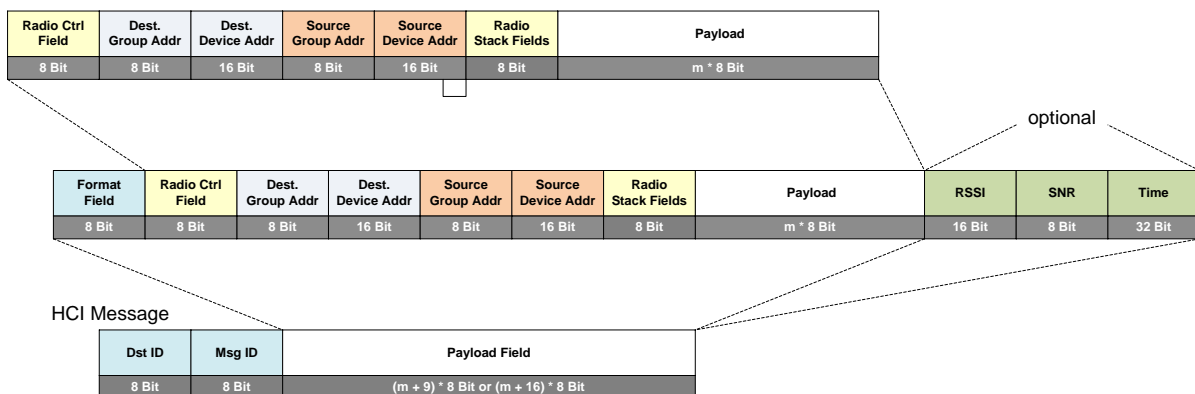 Radio Ctrl Field
Dest. Group Addr
Dest. Device Addr
Source Group Addr
Source Device Addr
Radio Stack Fields
Payload
8 Bit
8 Bit
16 Bit
8 Bit
16 Bit
8 Bit
m * 8 Bit
optional
Format Field
Radio Ctrl Field
Dest. Group Addr
Dest. Device Addr
Source Group Addr
Source Device Addr
Radio Stack Fields
Payload
RSSI
SNR
Time
8 Bit
8 Bit
8 Bit
16 Bit
8 Bit
16 Bit
8 Bit
m * 8 Bit
16 Bit
8 Bit
32 Bit
HCI Message
Dst ID
Msg ID
Payload Field
8 Bit
8 Bit
(m + 9) * 8 Bit or (m + 16) * 8 Bit